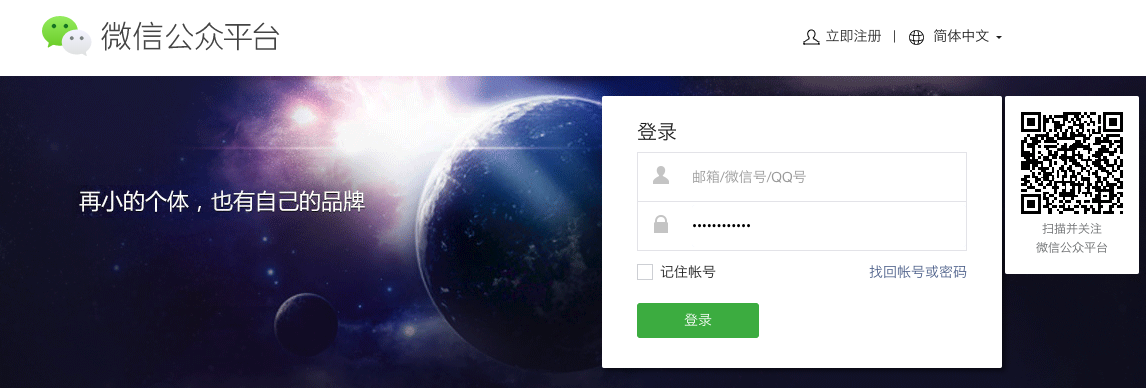 微信公众平台
立即注册 | 简体中文
再小的个体，也有自己的品牌
登录
邮箱/微信号/QQ号
••••••••••••
记住帐号
找回帐号或密码
登录
扫描并关注
微信公众平台